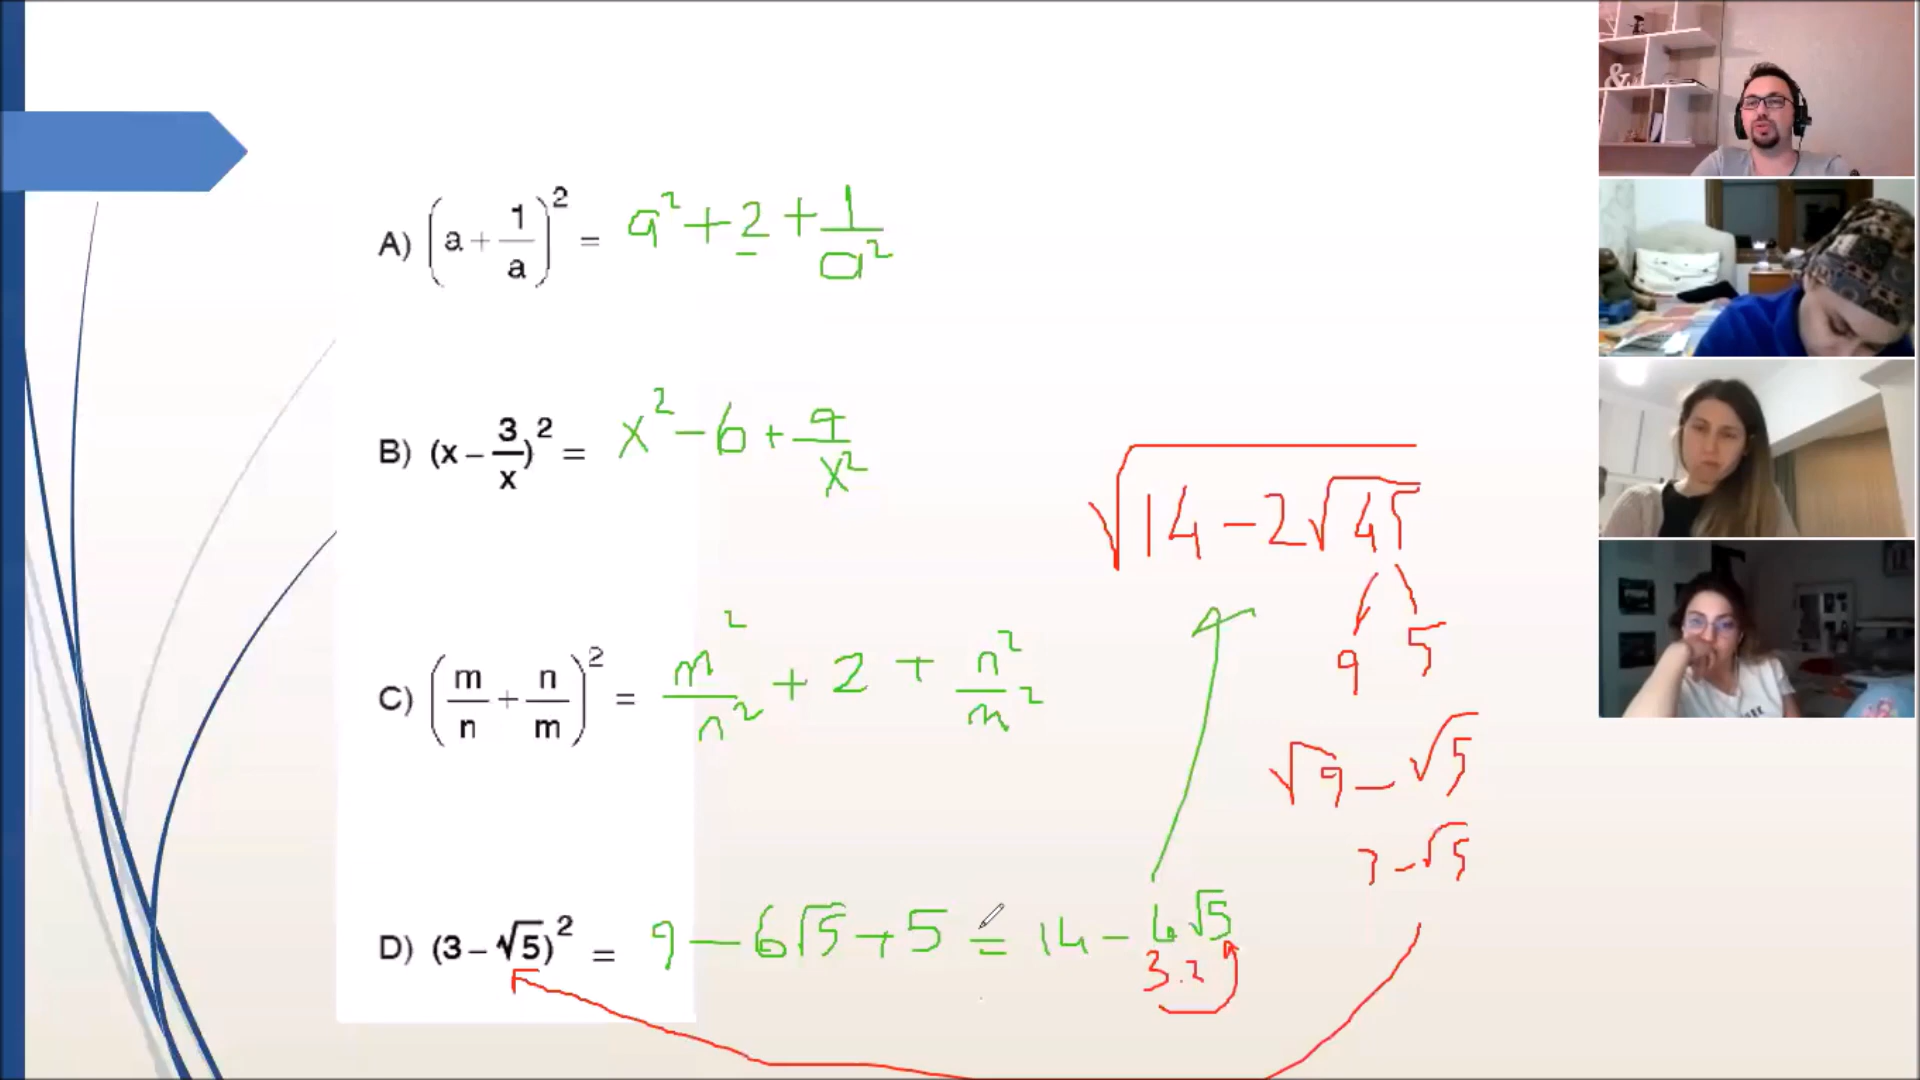 A) (a + 1/a)² = a² + 2 + 1/a²
B) (x – 3/x)² = x² – 6 + 9/x²
√(14 – 2√45)
9 5
C) (m/n + n/m)² = m²/n² + 2 + n²/m²
√9 – √5
3 – √5
D) (3 – √5)² = 9 – 6√5 + 5 = 14 – 6√5
3.2